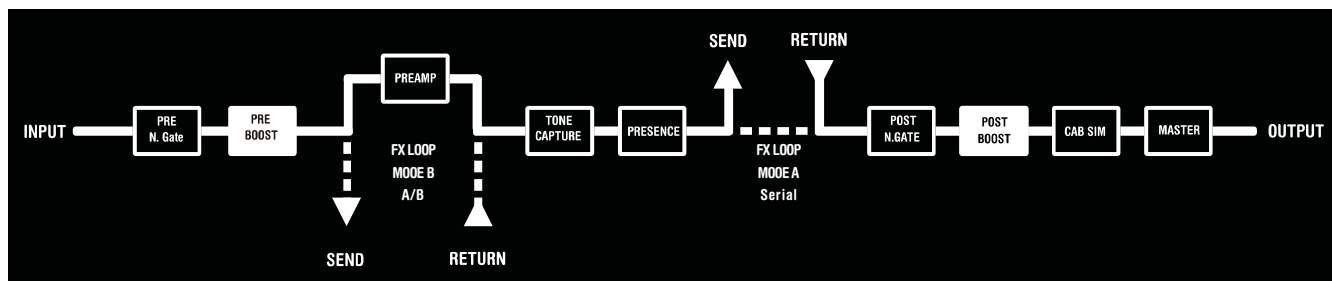 INPUT
PRE
N. Gate
PRE
BOOST
PREAMP
FX LOOP
MOOE B
A/B
SEND
RETURN
TONE
CAPTURE
PRESENCE
SEND
RETURN
FX LOOP
MOOE A
Serial
POST
N.GATE
POST
BOOST
CAB SIM
MASTER
OUTPUT